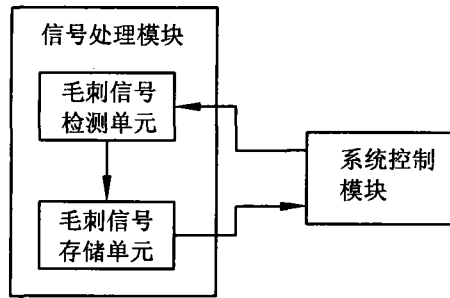 信号处理模块
毛刺信号
检测单元
系统控制
模块
毛刺信号
存储单元